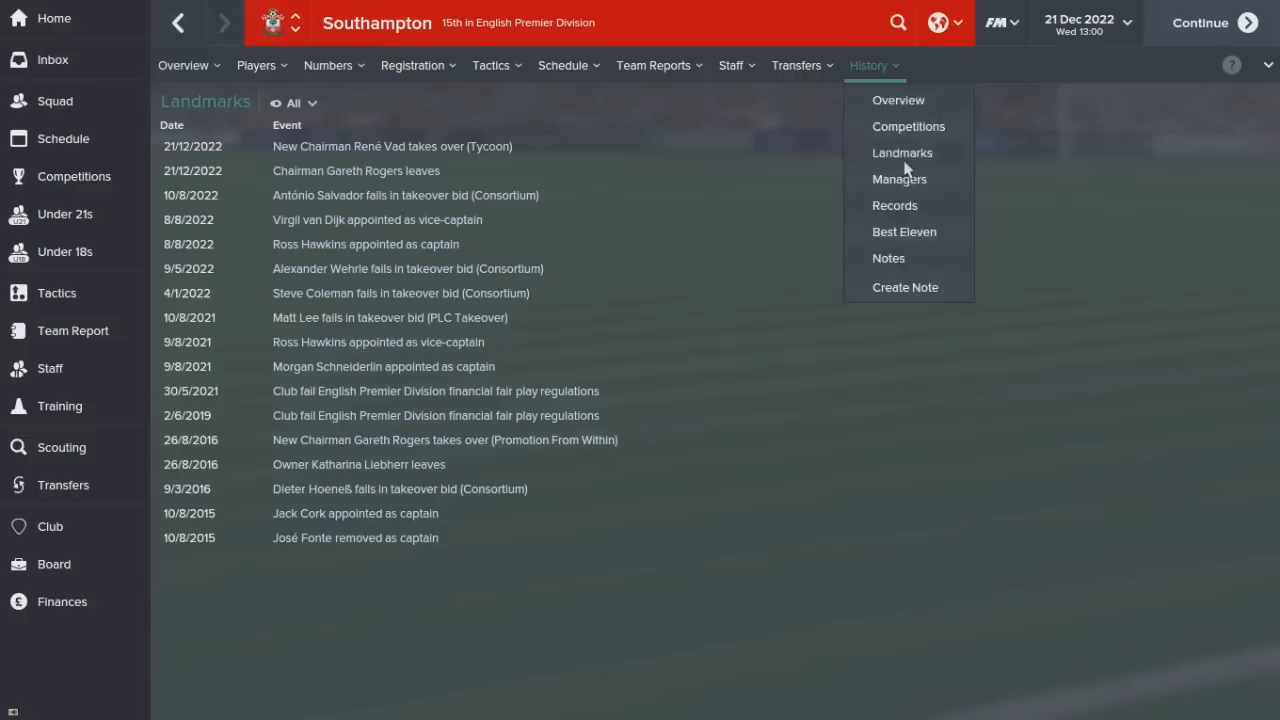 Home
Inbox
Squad
Schedule
Competitions
Under 21s
Under 18s
Tactics
Team Report
Staff
Training
Scouting
Transfers
Club
Board
Finances
Southampton 15th in English Premier Division
FM
21 Dec 2022
Wed 13:00
Continue
Overview Players Numbers Registration Tactics Schedule Team Reports Staff Transfers History
?
Landmarks All
Date Event
21/12/2022 New Chairman René Vad takes over (Tycoon)
21/12/2022 Chairman Gareth Rogers leaves
10/8/2022 António Salvador fails in takeover bid (Consortium)
8/8/2022 Virgil van Dijk appointed as vice-captain
8/8/2022 Ross Hawkins appointed as captain
9/5/2022 Alexander Wehrle fails in takeover bid (Consortium)
4/1/2022 Steve Coleman fails in takeover bid (Consortium)
10/8/2021 Matt Lee fails in takeover bid (PLC Takeover)
9/8/2021 Ross Hawkins appointed as vice-captain
9/8/2021 Morgan Schneiderlin appointed as captain
30/5/2021 Club fail English Premier Division financial fair play regulations
2/6/2019 Club fail English Premier Division financial fair play regulations
26/8/2016 New Chairman Gareth Rogers takes over (Promotion From Within)
26/8/2016 Owner Katharina Liebherr leaves
9/3/2016 Dieter Hoeneß fails in takeover bid (Consortium)
10/8/2015 Jack Cork appointed as captain
10/8/2015 José Fonte removed as captain
Overview
Competitions
Landmarks
Managers
Records
Best Eleven
Notes
Create Note